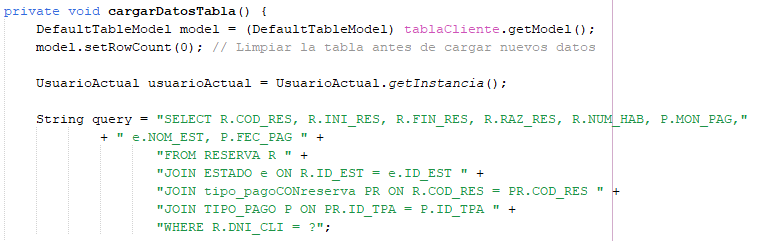 private void cargarDatosTabla() {
    DefaultTableModel model = (DefaultTableModel) tablaCliente.getModel();
    model.setRowCount(0); // Limpiar la tabla antes de cargar nuevos datos
    UsuarioActual usuarioActual = UsuarioActual.getInstancia();
    String query = "SELECT R.COD_RES, R.INI_RES, R.FIN_RES, R.RAZ_RES, R.NUM_HAB, P.MON_PAG,"
            + " e.NOM_EST, P.FEC_PAG " +
                   "FROM RESERVA R " +
                   "JOIN ESTADO e ON R.ID_EST = e.ID_EST " +
                   "JOIN tipo_pagoCONreserva PR ON R.COD_RES = PR.COD_RES " +
                   "JOIN TIPO_PAGO P ON PR.ID_TPA = P.ID_TPA " +
                   "WHERE R.DNI_CLI = ?";